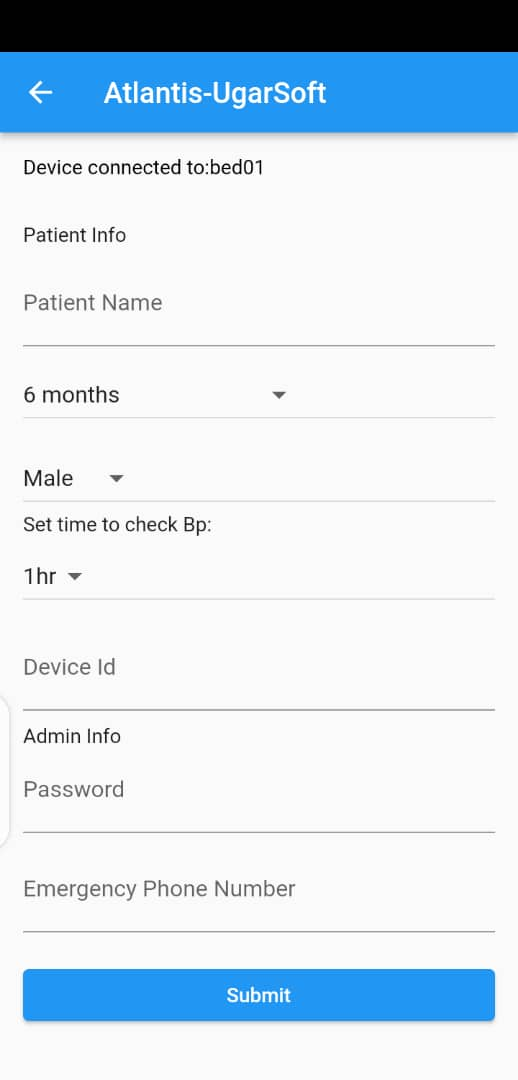 Atlantis-UgarSoft
Device connected to:bed01
Patient Info
Patient Name
6 months
Male
Set time to check Bp:
1hr
Device Id
Admin Info
Password
Emergency Phone Number
Submit